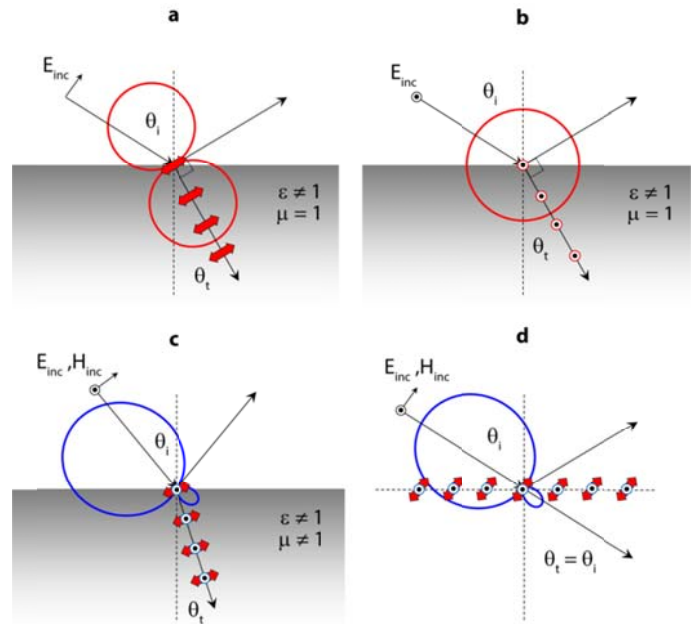 a
E_inc
θ_i
ε ≠ 1
μ = 1
θ_t
b
E_inc
θ_i
ε ≠ 1
μ = 1
θ_t
c
E_inc ,H_inc
θ_i
ε ≠ 1
μ ≠ 1
θ_t
d
E_inc ,H_inc
θ_i
θ_t = θ_i